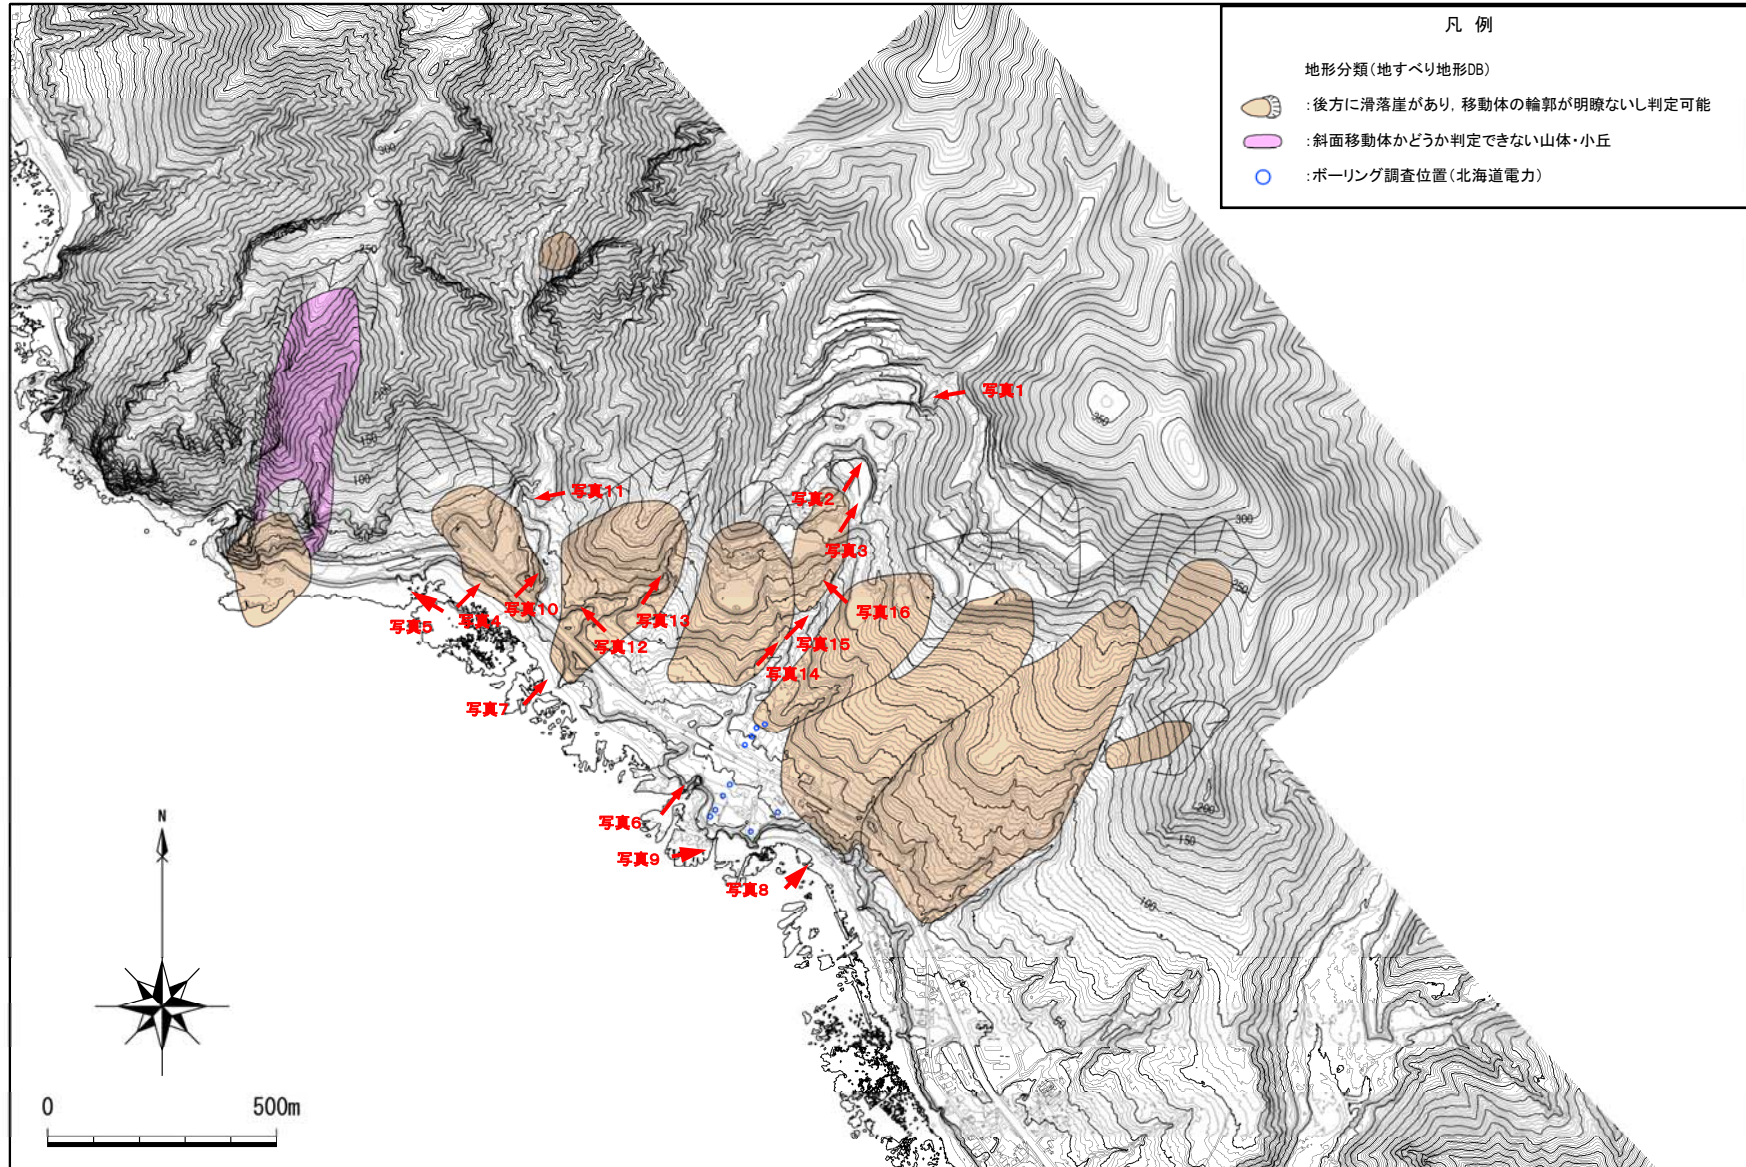 凡 例
地形分類(地すべり地形DB)
:後方に滑落崖があり，移動体の輪郭が明瞭ないし判定可能
:斜面移動体かどうか判定できない山体・小丘
:ボーリング調査位置(北海道電力)
300
250
写真1
350
150
100
写真11
写真2
300
写真3
250
写真10
写真4
写真5
写真13
写真16
写真12
写真15
写真14
写真7
200
写真6
150
写真9
写真8
100
N
50
0 500m